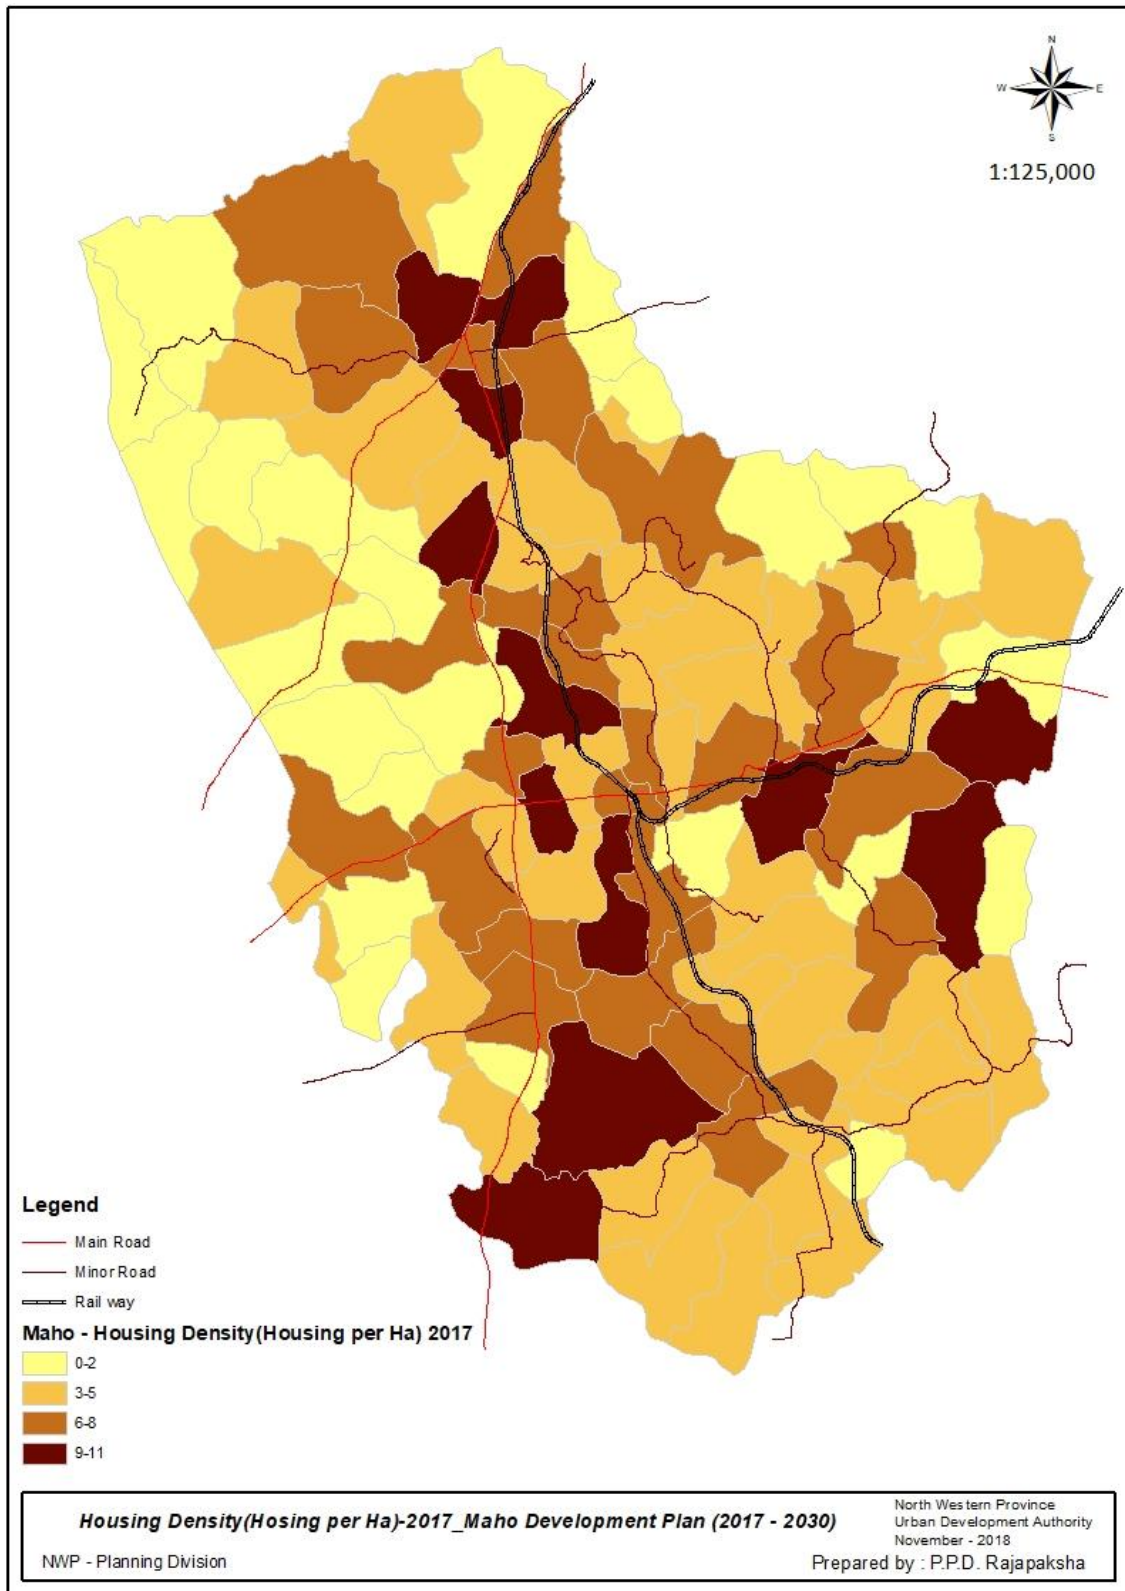 N
W
E
S
1:125,000
Legend
Main Road
Minor Road
Rail way
Maho - Housing Density(Housing per Ha) 2017
0-2
3-5
6-8
9-11
Housing Density(Hosing per Ha)-2017_Maho Development Plan (2017 - 2030)
NWP - Planning Division
North Western Province
Urban Development Authority
November - 2018
Prepared by : P.P.D. Rajapaksha